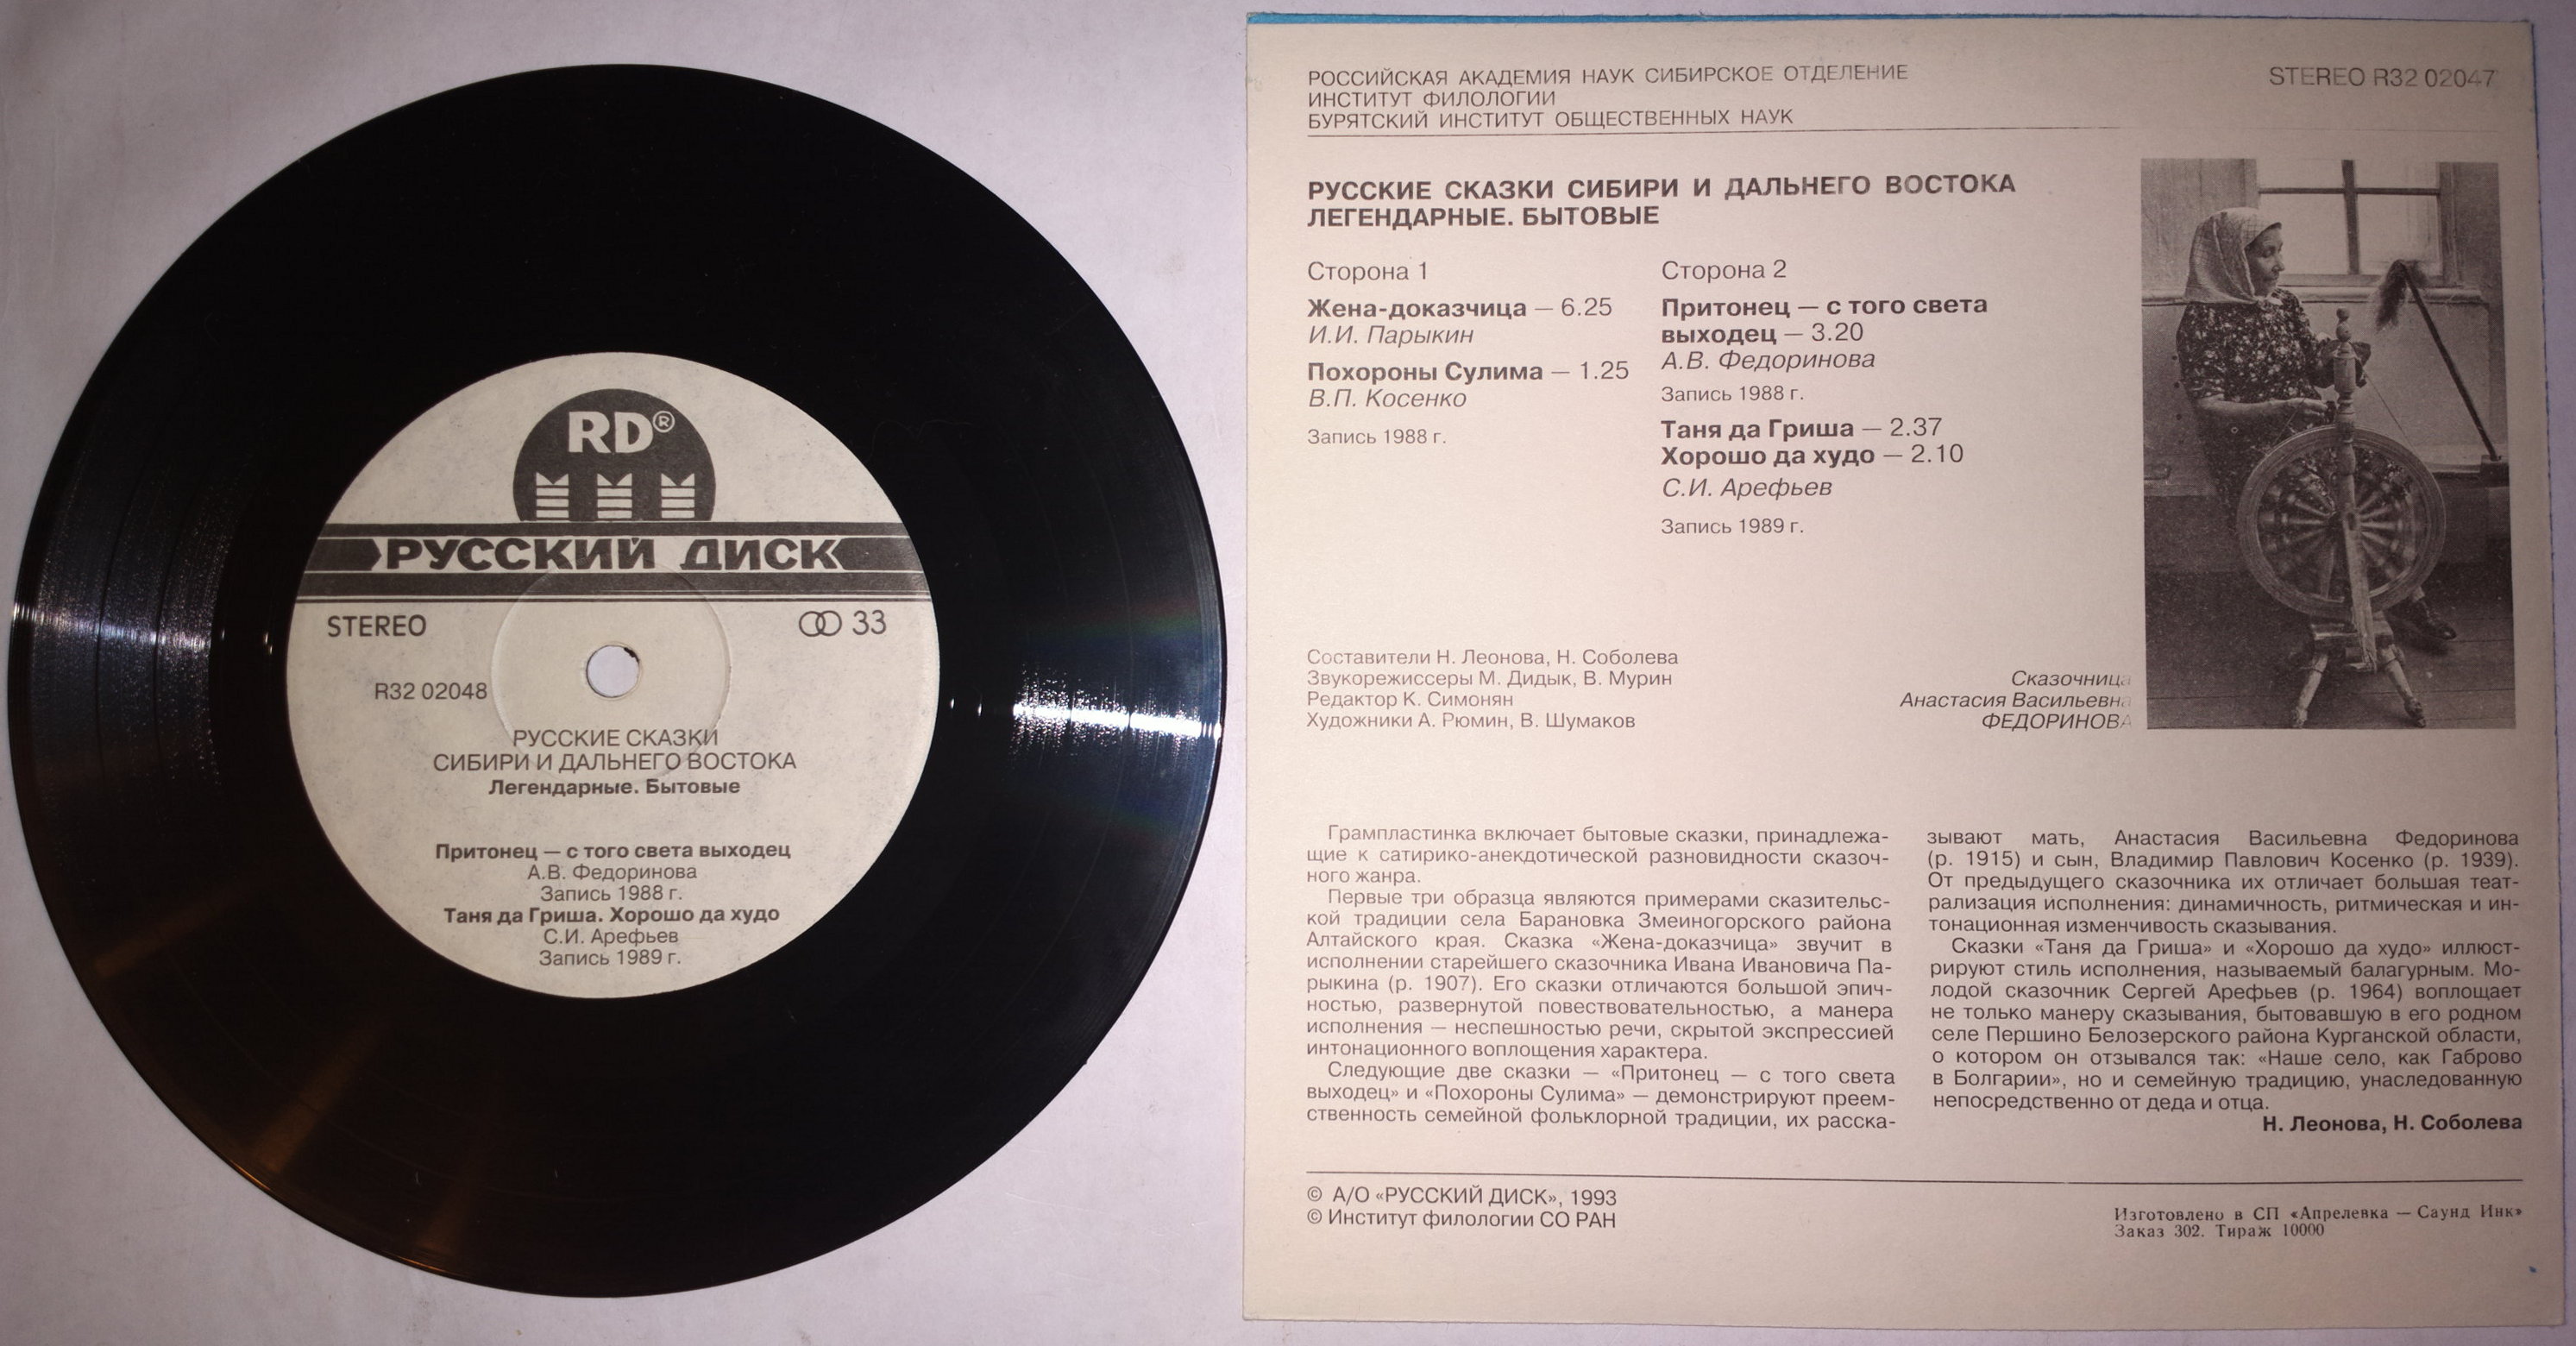 RD®
РУССКИЙ ДИСК
STEREO
33
R32 02048
РУССКИЕ СКАЗКИ
СИБИРИ И ДАЛЬНЕГО ВОСТОКА
Легендарные. Бытовые
Притонец — с того света выходец
А.В. Федоринова
Запись 1988 г.
Таня да Гриша. Хорошо да худо
С.И. Арефьев
Запись 1989 г.
РОССИЙСКАЯ АКАДЕМИЯ НАУК СИБИРСКОЕ ОТДЕЛЕНИЕ
ИНСТИТУТ ФИЛОЛОГИИ
БУРЯТСКИЙ ИНСТИТУТ ОБЩЕСТВЕННЫХ НАУК
STEREO R32 02047
РУССКИЕ СКАЗКИ СИБИРИ И ДАЛЬНЕГО ВОСТОКА
ЛЕГЕНДАРНЫЕ. БЫТОВЫЕ
Сторона 1
Жена-доказчица — 6.25
И.И. Парыкин
Похороны Сулима — 1.25
В.П. Косенко
Запись 1988 г.
Сторона 2
Притонец — с того света
выходец — 3.20
А.В. Федоринова
Запись 1988 г.
Таня да Гриша — 2.37
Хорошо да худо — 2.10
С.И. Арефьев
Запись 1989 г.
Составители Н. Леонова, Н. Соболева
Звукорежиссеры М. Дидык, В. Мурин
Редактор К. Симонян
Художники А. Рюмин, В. Шумаков
Сказочница
Анастасия Васильевна
ФЕДОРИНОВА
Грампластинка включает бытовые сказки, принадлежа-
щие к сатирико-анекдотической разновидности сказоч-
ного жанра.
Первые три образца являются примерами сказительс-
кой традиции села Барановка Змеиногорского района
Алтайского края. Сказка «Жена-доказчица» звучит в
исполнении старейшего сказочника Ивана Ивановича Па-
рыкина (р. 1907). Его сказки отличаются большой эпич-
ностью, развернутой повествовательностью, а манера
исполнения — неспешностью речи, скрытой экспрессией
интонационного воплощения характера.
Следующие две сказки — «Притонец — с того света
выходец» и «Похороны Сулима» — демонстрируют преем-
ственность семейной фольклорной традиции, их расска-
зывают мать, Анастасия Васильевна Федоринова
(р. 1915) и сын, Владимир Павлович Косенко (р. 1939).
От предыдущего сказочника их отличает большая теат-
рализация исполнения: динамичность, ритмическая и ин-
тонационная изменчивость сказывания.
Сказки «Таня да Гриша» и «Хорошо да худо» иллюст-
рируют стиль исполнения, называемый балагурным. Мо-
лодой сказочник Сергей Арефьев (р. 1964) воплощает
не только манеру сказывания, бытовавшую в его родном
селе Першино Белозерского района Курганской области,
о котором он отзывался так: «Наше село, как Габрово
в Болгарии», но и семейную традицию, унаследованную
непосредственно от деда и отца.
Н. Леонова, Н. Соболева
© А/О «РУССКИЙ ДИСК», 1993
© Институт филологии СО РАН
Изготовлено в СП «Апрелевка — Саунд Инк»
Заказ 302. Тираж 10000